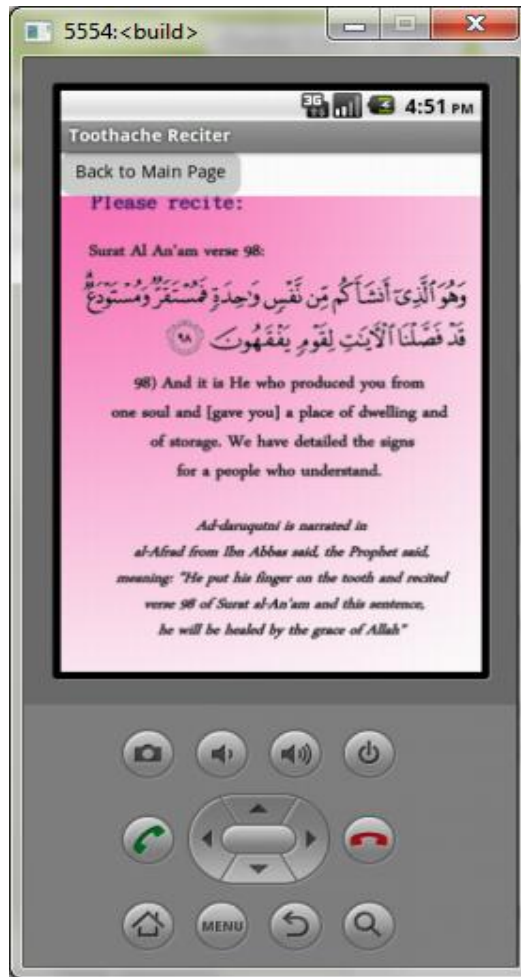 5554:<build>
3G 4:51 PM
Toothache Reciter
Back to Main Page
Please recite:
Surat Al An'am verse 98:
وَهُوَ ٱلَّذِىٓ أَنشَأَكُم مِّن نَّفْسٍ وَٰحِدَةٍ فَمُسْتَقَرٌّ وَمُسْتَوْدَعٌ ۗ
قَدْ فَصَّلْنَا ٱلْءَايَٰتِ لِقَوْمٍ يَفْقَهُونَ ٩٨
98) And it is He who produced you from
one soul and [gave you] a place of dwelling and
of storage. We have detailed the signs
for a people who understand.
Ad-daruqutni is narrated in
al-Afrad from Ibn Abbas said, the Prophet said,
meaning: "He put his finger on the tooth and recited
verse 98 of Surat al-An'am and this sentence,
he will be healed by the grace of Allah"
MENU